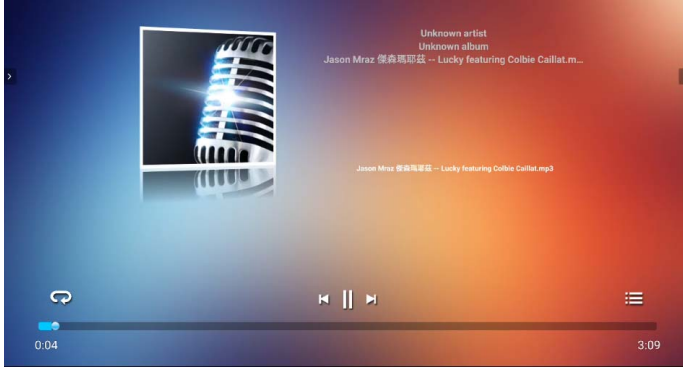 Unknown artist
Unknown album
Jason Mraz 傑森瑪耶茲 -- Lucky featuring Colbie Caillat.m...
Jason Mraz 傑森瑪耶茲 -- Lucky featuring Colbie Caillat.mp3
0:04
3:09